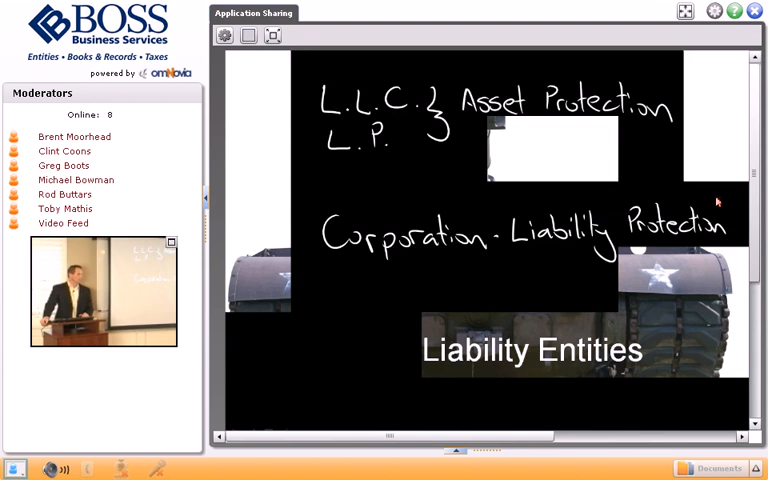 BOSS
Business Services
Entities • Books & Records • Taxes
powered by omNovia
Moderators
Online: 8
Brent Moorhead
Clint Coons
Greg Boots
Michael Bowman
Rod Buttars
Toby Mathis
Video Feed
Application Sharing
L.L.C. } Asset Protection
L.P.
Corporation - Liability Protection
Liability Entities
Documents